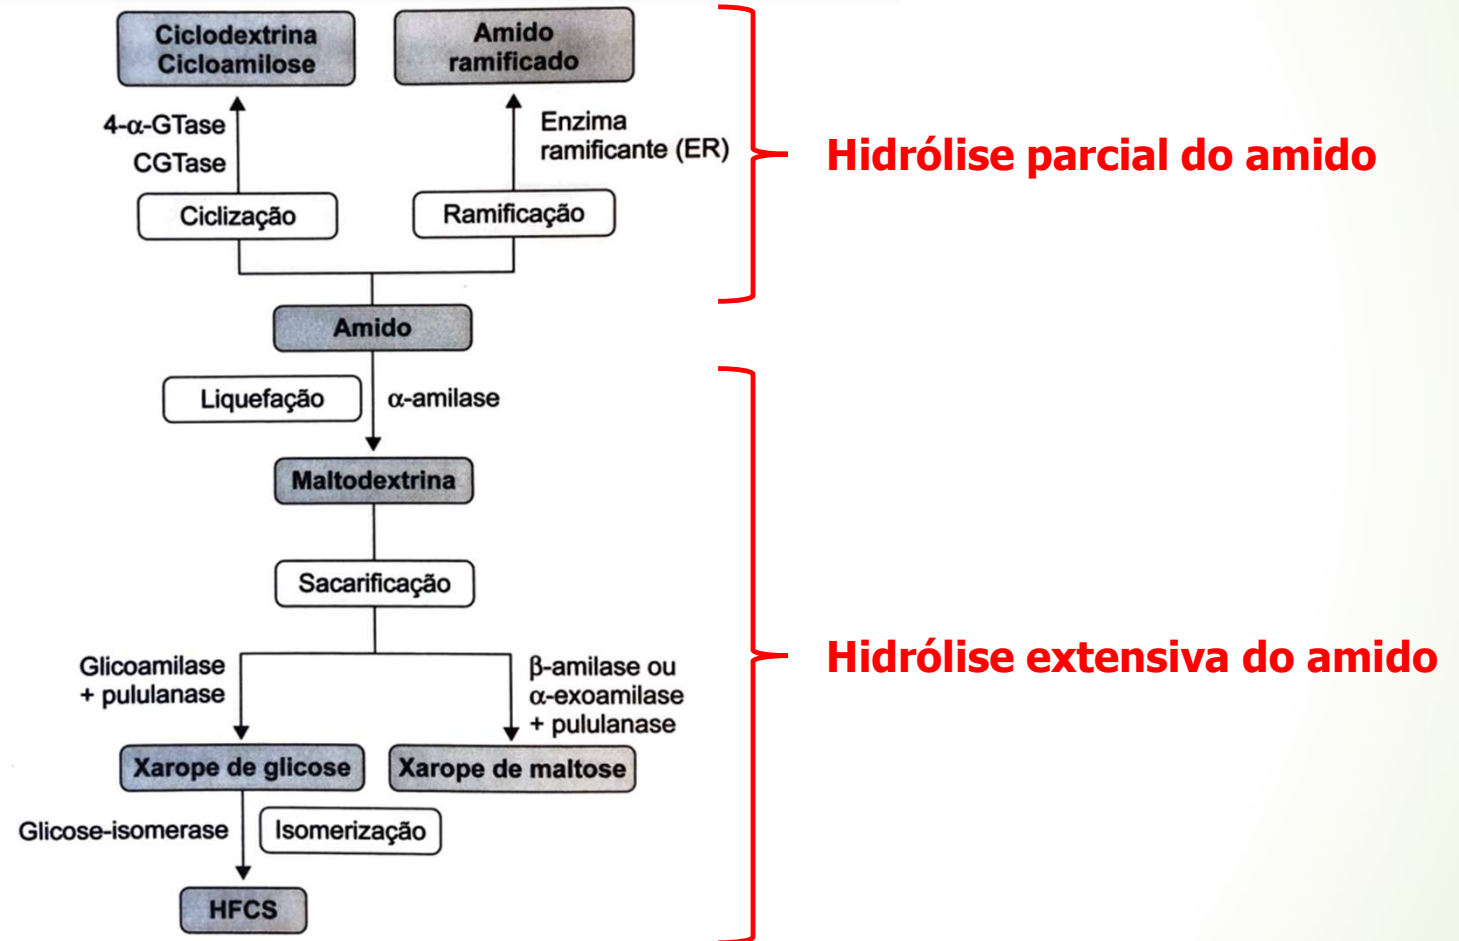 Ciclodextrina
Cicloamilose
Amido
ramificado
4-α-GTase
CGTase
Enzima
ramificante (ER)
Hidrólise parcial do amido
Ciclização
Ramificação
Amido
Liquefação
α-amilase
Maltodextrina
Sacarificação
Glicoamilase
+ pululanase
β-amilase ou
α-exoamilase
+ pululanase
Hidrólise extensiva do amido
Xarope de glicose
Xarope de maltose
Glicose-isomerase
Isomerização
HFCS